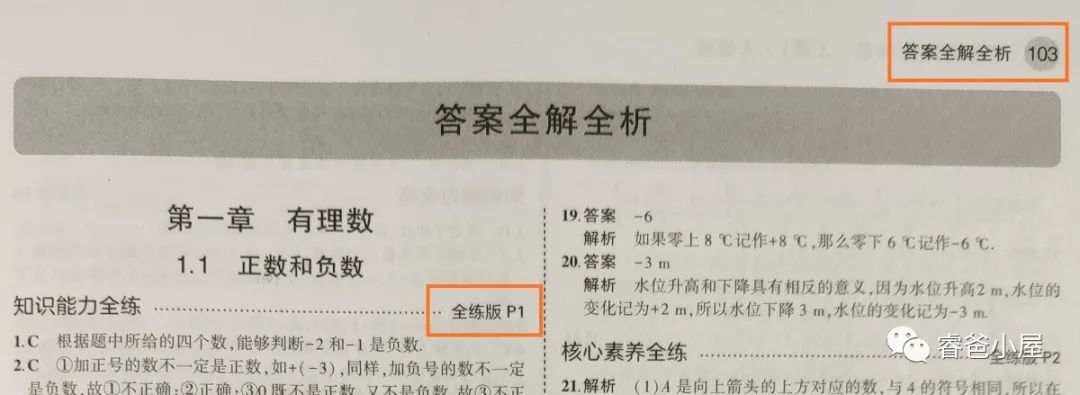 答案全解全析 103
答案全解全析
第一章 有理数
1.1 正数和负数
知识能力全练 全练版 P1
1.C 根据题中所给的四个数,能够判断-2 和-1 是负数.
2.C ①加正号的数不一定是正数,如+(-3),同样,加负号的数不一定
是负数,故①不正确;②正确;③0既不是正数,又不是负数,故③不正
19.答案 -6
解析 如果零上 8 ℃记作+8 ℃,那么零下 6 ℃记作-6 ℃.
20.答案 -3 m
解析 水位升高和下降具有相反的意义,因为水位升高2 m,水位的
变化记为+2 m,所以水位下降 3 m,水位的变化记为-3 m.
核心素养全练 全练版 P2
21.解析 (1)A 是向上箭头的上方对应的数,与 4 的符号相同,所以在
睿爸小屋